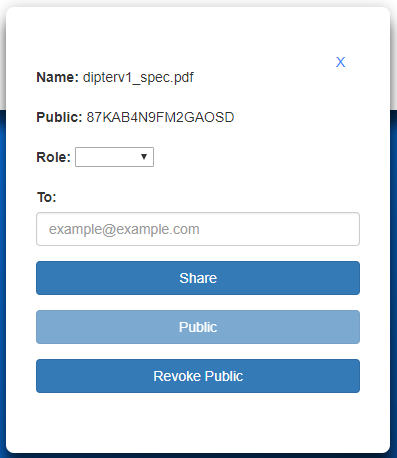 X
Name: dipterv1_spec.pdf
Public: 87KAB4N9FM2GAOSD
Role:
To:
example@example.com
Share
Public
Revoke Public